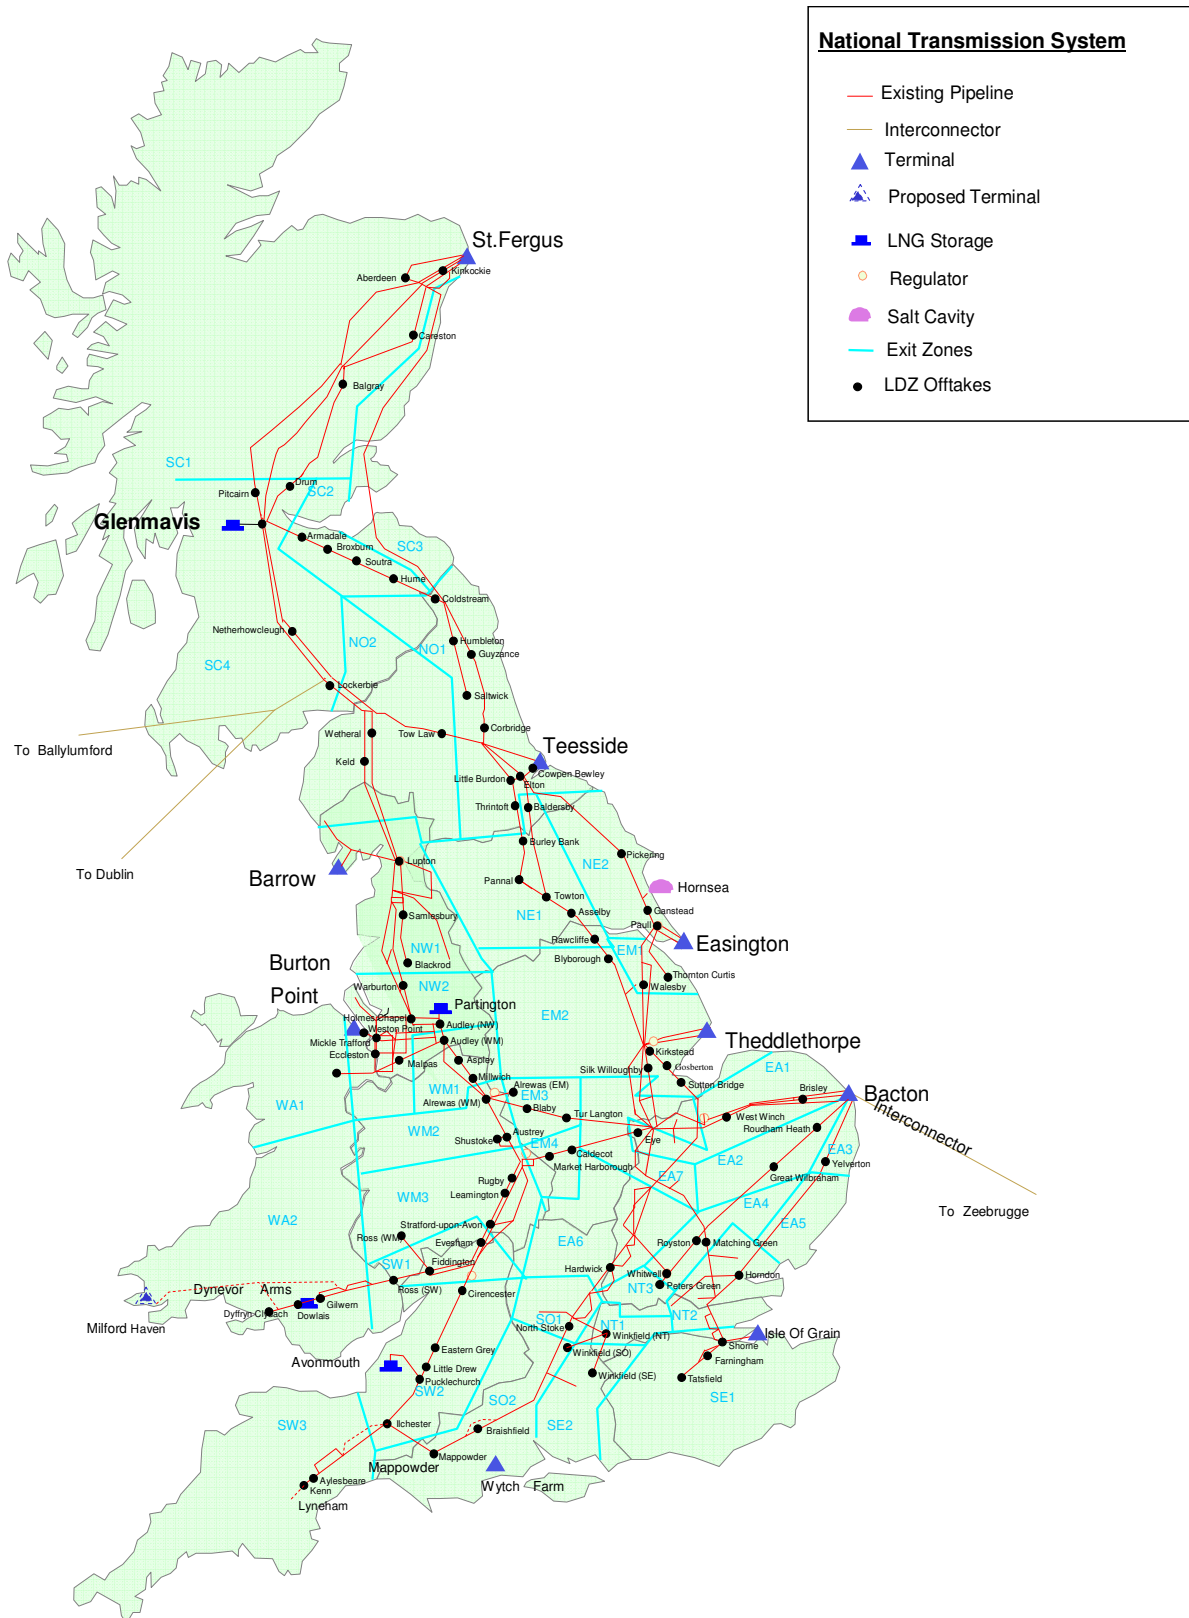 National Transmission System
Existing Pipeline
Interconnector
Terminal
Proposed Terminal
LNG Storage
Regulator
Salt Cavity
Exit Zones
LDZ Offtakes
St.Fergus
Kinkockie
Aberdeen
Careston
Balgray
SC1
Drum
SC2
Pitcairn
Glenmavis
Armadale
Broxburn
SC3
Soutra
Hume
Coldstream
Netherhowcleugh
NO2
NO1
Humbleton
Guyzance
SC4
Lockerbie
Saltwick
Corbridge
Wetheral
Tow Law
To Ballylumford
Teesside
Keld
Cowpen Bewley
Little Burdon
Elton
Thrintoft
Baldersby
Burley Bank
Pickering
NE2
Lupton
To Dublin
Barrow
Pannal
Hornsea
Towton
Ganstead
Samlesbury
NE1
Asselby
Paull
Rawcliffe
Easington
NW1
EM1
Blyborough
Burton
Point
Blackrod
Thornton Curtis
Warburton
NW2
Walesby
Partington
EM2
Holmes Chapel
Audley (NW)
Weston Point
Mickle Trafford
Audley (WM)
Theddlethorpe
Eccleston
Kirkstead
Malpas
Aspley
Silk Willoughby
Gosberton
EA1
Millwich
Sutton Bridge
WM1
Alrewas (EM)
Brisley
Bacton
WA1
Alrewas (WM)
EM3
Blaby
Interconnector
Tur Langton
West Winch
WM2
Austrey
Roudham Heath
Shustoke
EM4
Eye
Caldecot
EA3
Market Harborough
EA2
Yelverton
Rugby
EA7
Great Wilbraham
Leamington
WM3
EA4
To Zeebrugge
WA2
Stratford-upon-Avon
EA5
Ross (WM)
Evesham
EA6
Royston
Matching Green
SW1
Fiddington
Hardwick
Whitwell
Horndon
Dynevor Arms
Ross (SW)
Cirencester
NT3
Peters Green
Gilwern
Dyffryn Clydach
Dowlais
SO1
NT2
Milford Haven
North Stoke
NT1
Winkfield (NT)
Isle Of Grain
Shorne
Eastern Grey
Winkfield (SO)
Farningham
Avonmouth
Little Drew
Winkfield (SE)
Tatsfield
Pucklechurch
SW2
SE1
SO2
SW3
Ilchester
Braishfield
SE2
Mappowder
Mappowder
Aylesbeare
Kenn
Wytch Farm
Lyneham